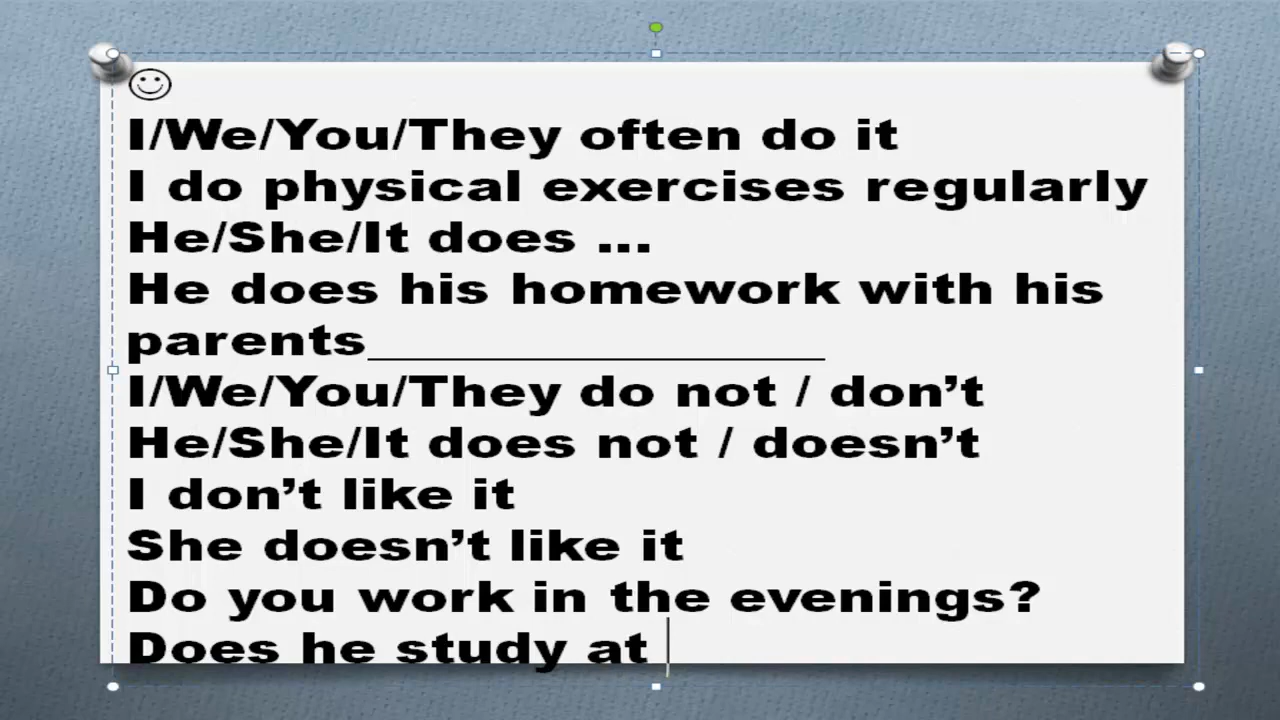 ☺
I/We/You/They often do it
I do physical exercises regularly
He/She/It does ...
He does his homework with his
parents____________________
I/We/You/They do not / don’t
He/She/It does not / doesn’t
I don’t like it
She doesn’t like it
Do you work in the evenings?
Does he study at